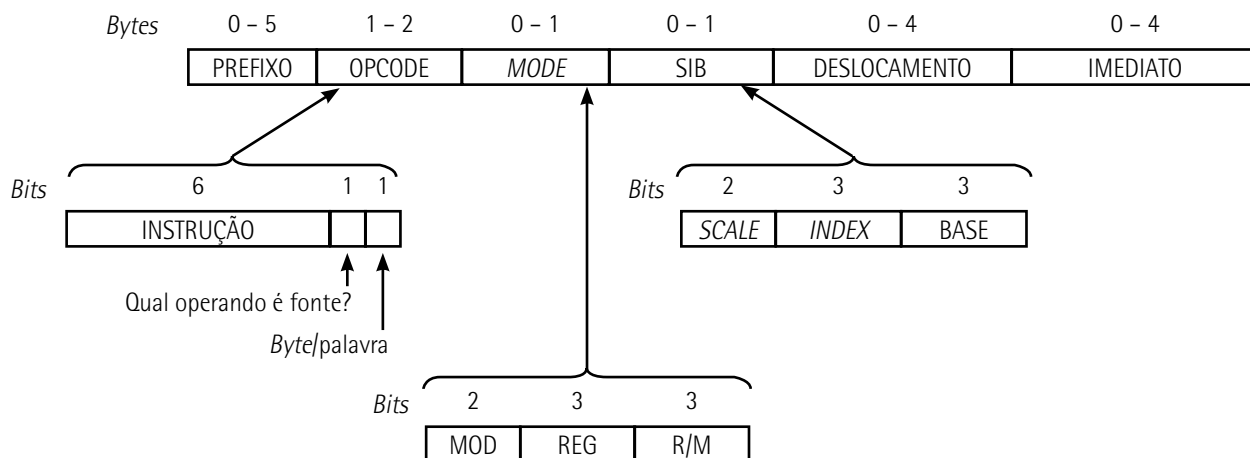 Bytes 0 – 5 1 – 2 0 – 1 0 – 1 0 – 4 0 – 4
PREFIXO OPCODE MODE SIB DESLOCAMENTO IMEDIATO
Bits 6 1 1
INSTRUÇÃO
Qual operando é fonte?
Byte/palavra
Bits 2 3 3
SCALE INDEX BASE
Bits 2 3 3
MOD REG R/M